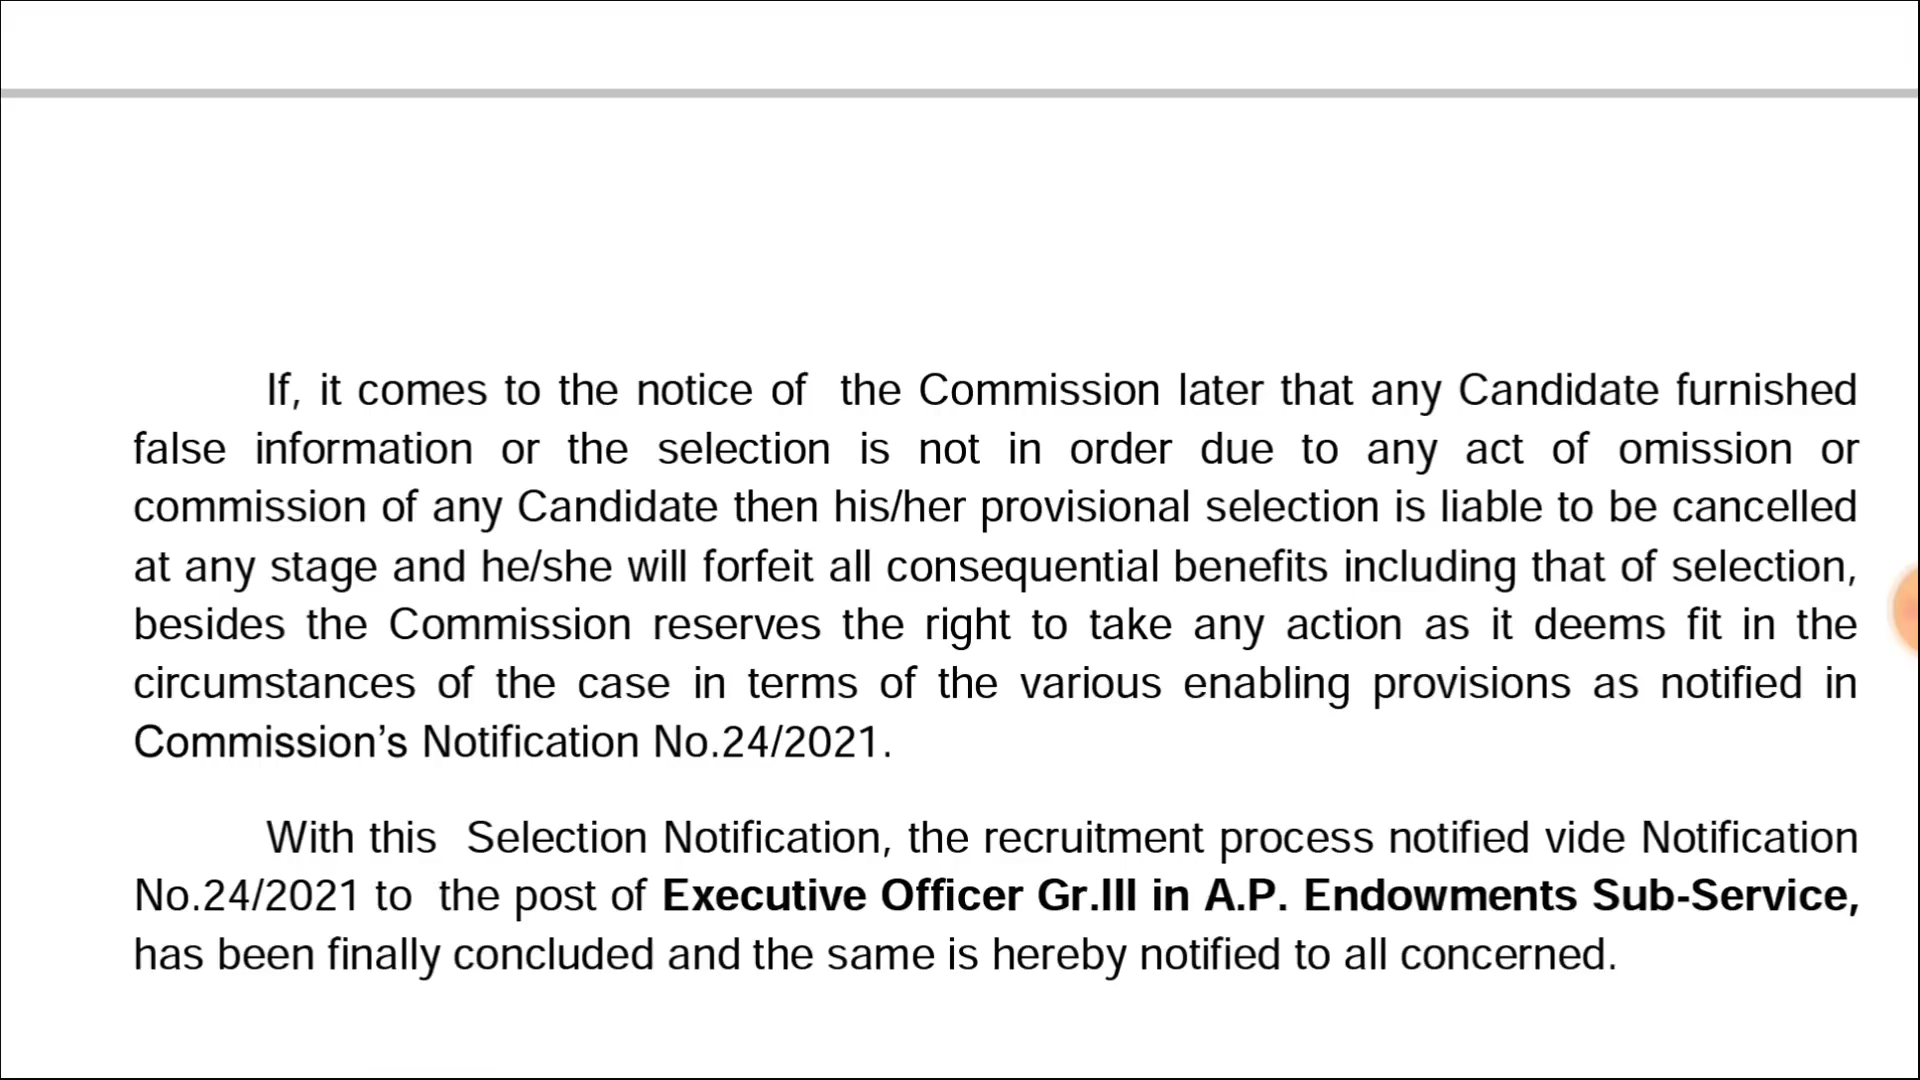 If, it comes to the notice of the Commission later that any Candidate furnished
false information or the selection is not in order due to any act of omission or
commission of any Candidate then his/her provisional selection is liable to be cancelled
at any stage and he/she will forfeit all consequential benefits including that of selection,
besides the Commission reserves the right to take any action as it deems fit in the
circumstances of the case in terms of the various enabling provisions as notified in
Commission’s Notification No.24/2021.
With this Selection Notification, the recruitment process notified vide Notification
No.24/2021 to the post of Executive Officer Gr.III in A.P. Endowments Sub-Service,
has been finally concluded and the same is hereby notified to all concerned.